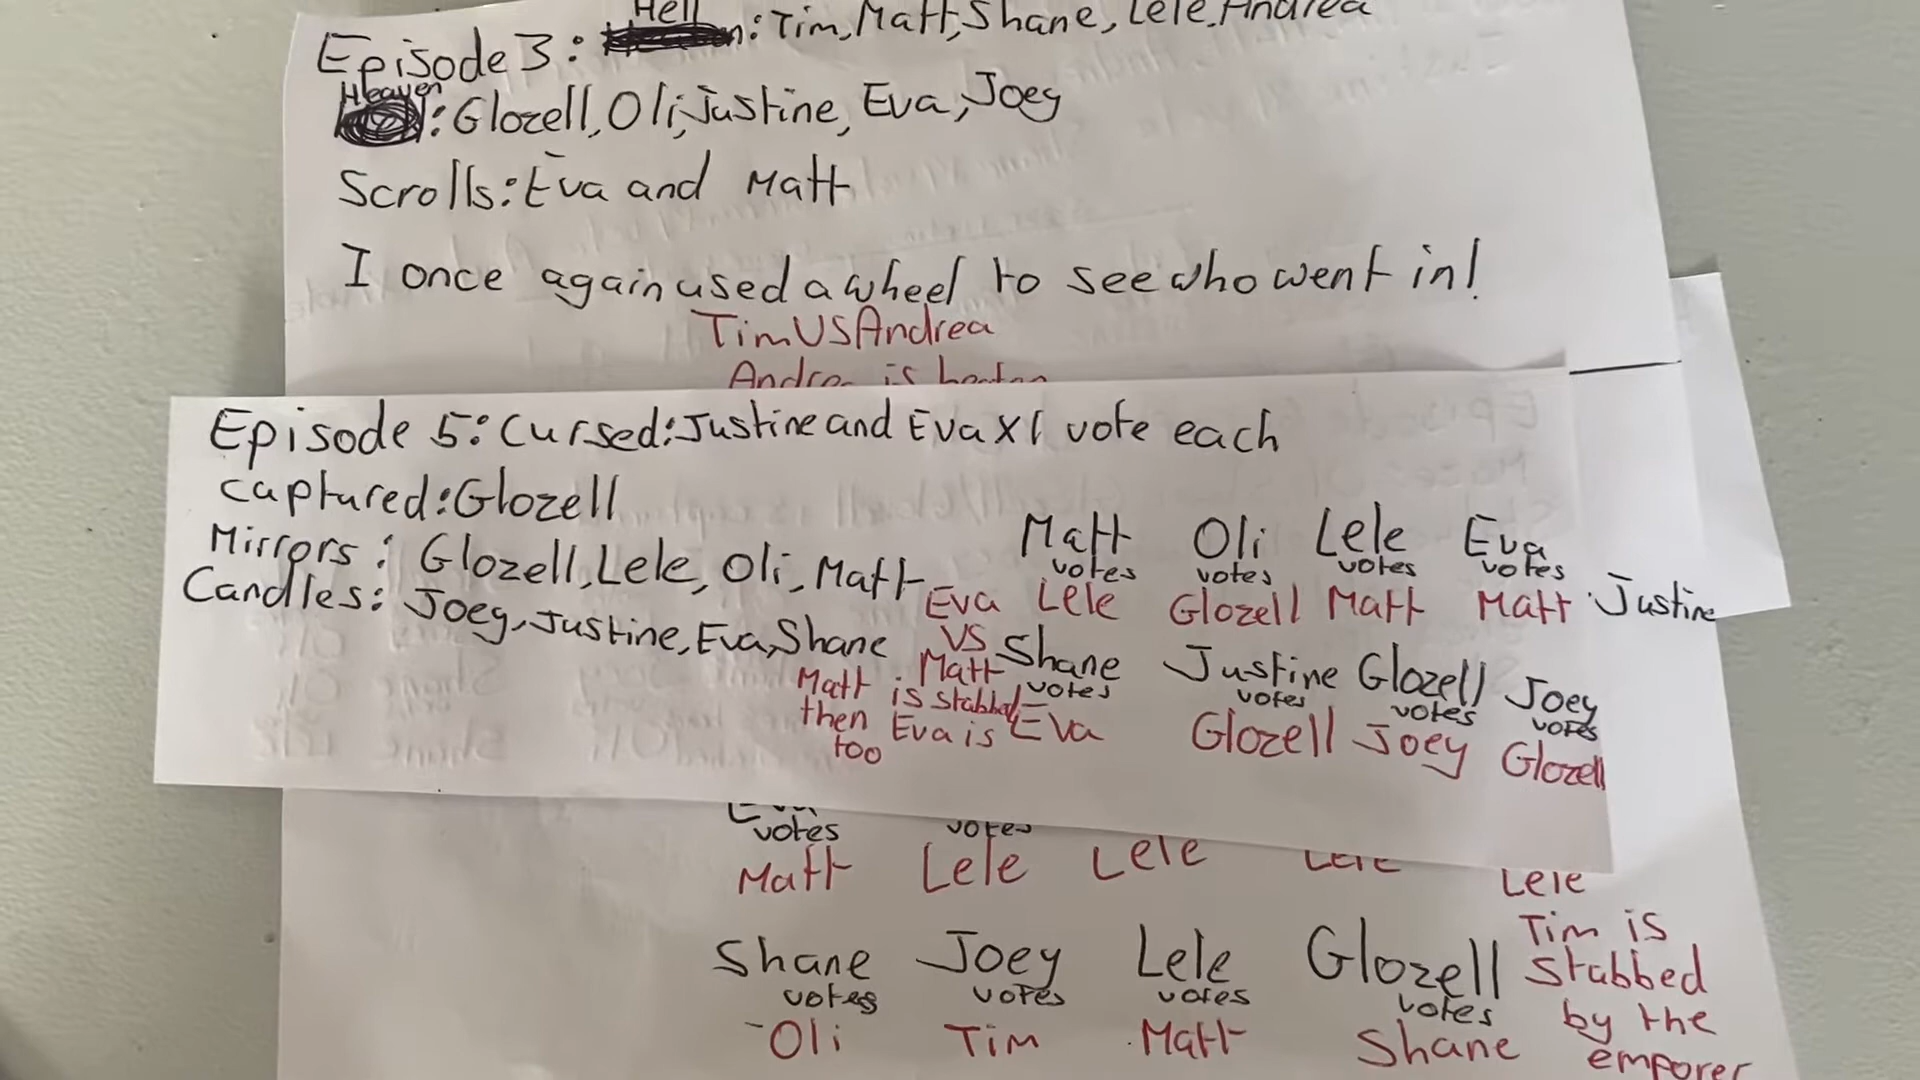 Episode 3: Hell: Tim, Matt, Shane, Lele, Andrea
Heaven: Glozell, Oli, Justine, Eva, Joey
Scrolls: Eva and Matt
I once again used a wheel to see who went in!
Tim VS Andrea
is
Episode 5: Cursed: Justine and Eva x1 vote each
captured: Glozell
Mirrors: Glozell, Lele, Oli, Matt
Candles: Joey, Justine, Eva, Shane
Matt Oli Lele Eva
votes votes votes votes
Lele Glozell Matt Matt Justine
Eva
VS
Matt
Matt is stabbed
then Eva is
too
Shane Justine Glozell Joey
votes votes votes votes
Eva Glozell Joey Glozell
votes votes
Matt Lele Lele Lele Lele
Shane Joey Lele Glozell
votes votes votes votes
Oli Tim Matt Shane
Tim is
stabbed
by the
emporer